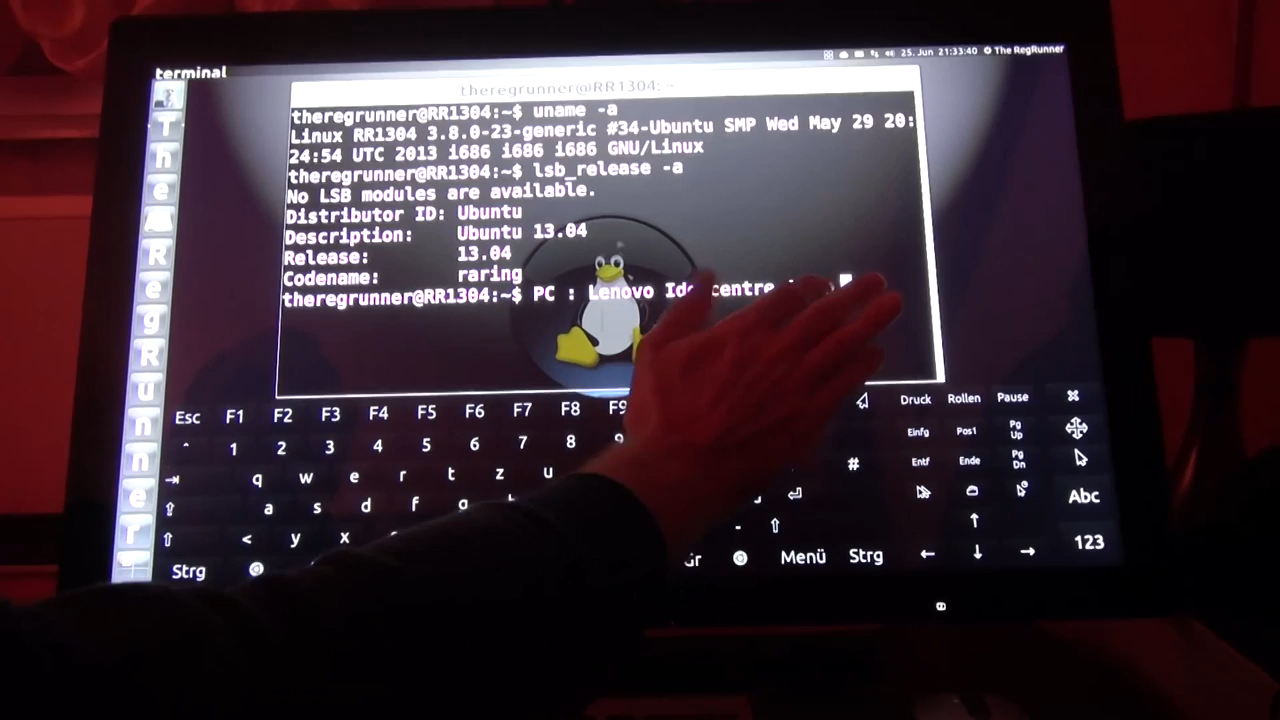 25. Jun 21:33:40 The RegRunner
terminal
theregrunner@RR1304: ~
theregrunner@RR1304:~$ uname -a
Linux RR1304 3.8.0-23-generic #34-Ubuntu SMP Wed May 29 20:
24:54 UTC 2013 i686 i686 i686 GNU/Linux
theregrunner@RR1304:~$ lsb_release -a
No LSB modules are available.
Distributor ID: Ubuntu
Description: Ubuntu 13.04
Release: 13.04
Codename: raring
theregrunner@RR1304:~$ PC : Lenovo
T
h
e
R
e
g
R
u
n
n
e
r
Esc F1 F2 F3 F4 F5 F6 F7 F8 F9 Druck Rollen Pause
^ 1 2 3 4 5 6 7 8 9 Einfg Pos1 Pg Up
q w e r t z u # Entf Ende Pg Dn
a s d f g Abc
< y x -
Strg Menü Strg 123